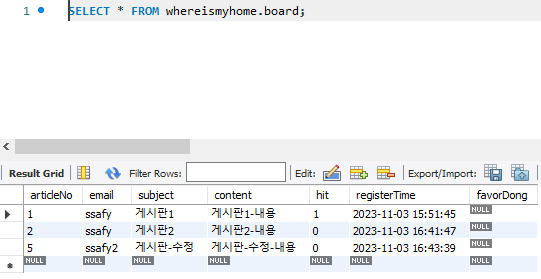 1 SELECT * FROM whereismyhome.board;
Result Grid Filter Rows: Edit: Export/Import:
articleNo email subject content hit registerTime favorDong
1 ssafy 게시판1 게시판1-내용 1 2023-11-03 15:51:45 NULL
2 ssafy 게시판2 게시판2-내용 0 2023-11-03 16:41:47 NULL
5 ssafy2 게시판-수정 게시판-수정-내용 0 2023-11-03 16:43:39 NULL
NULL NULL NULL NULL NULL NULL NULL